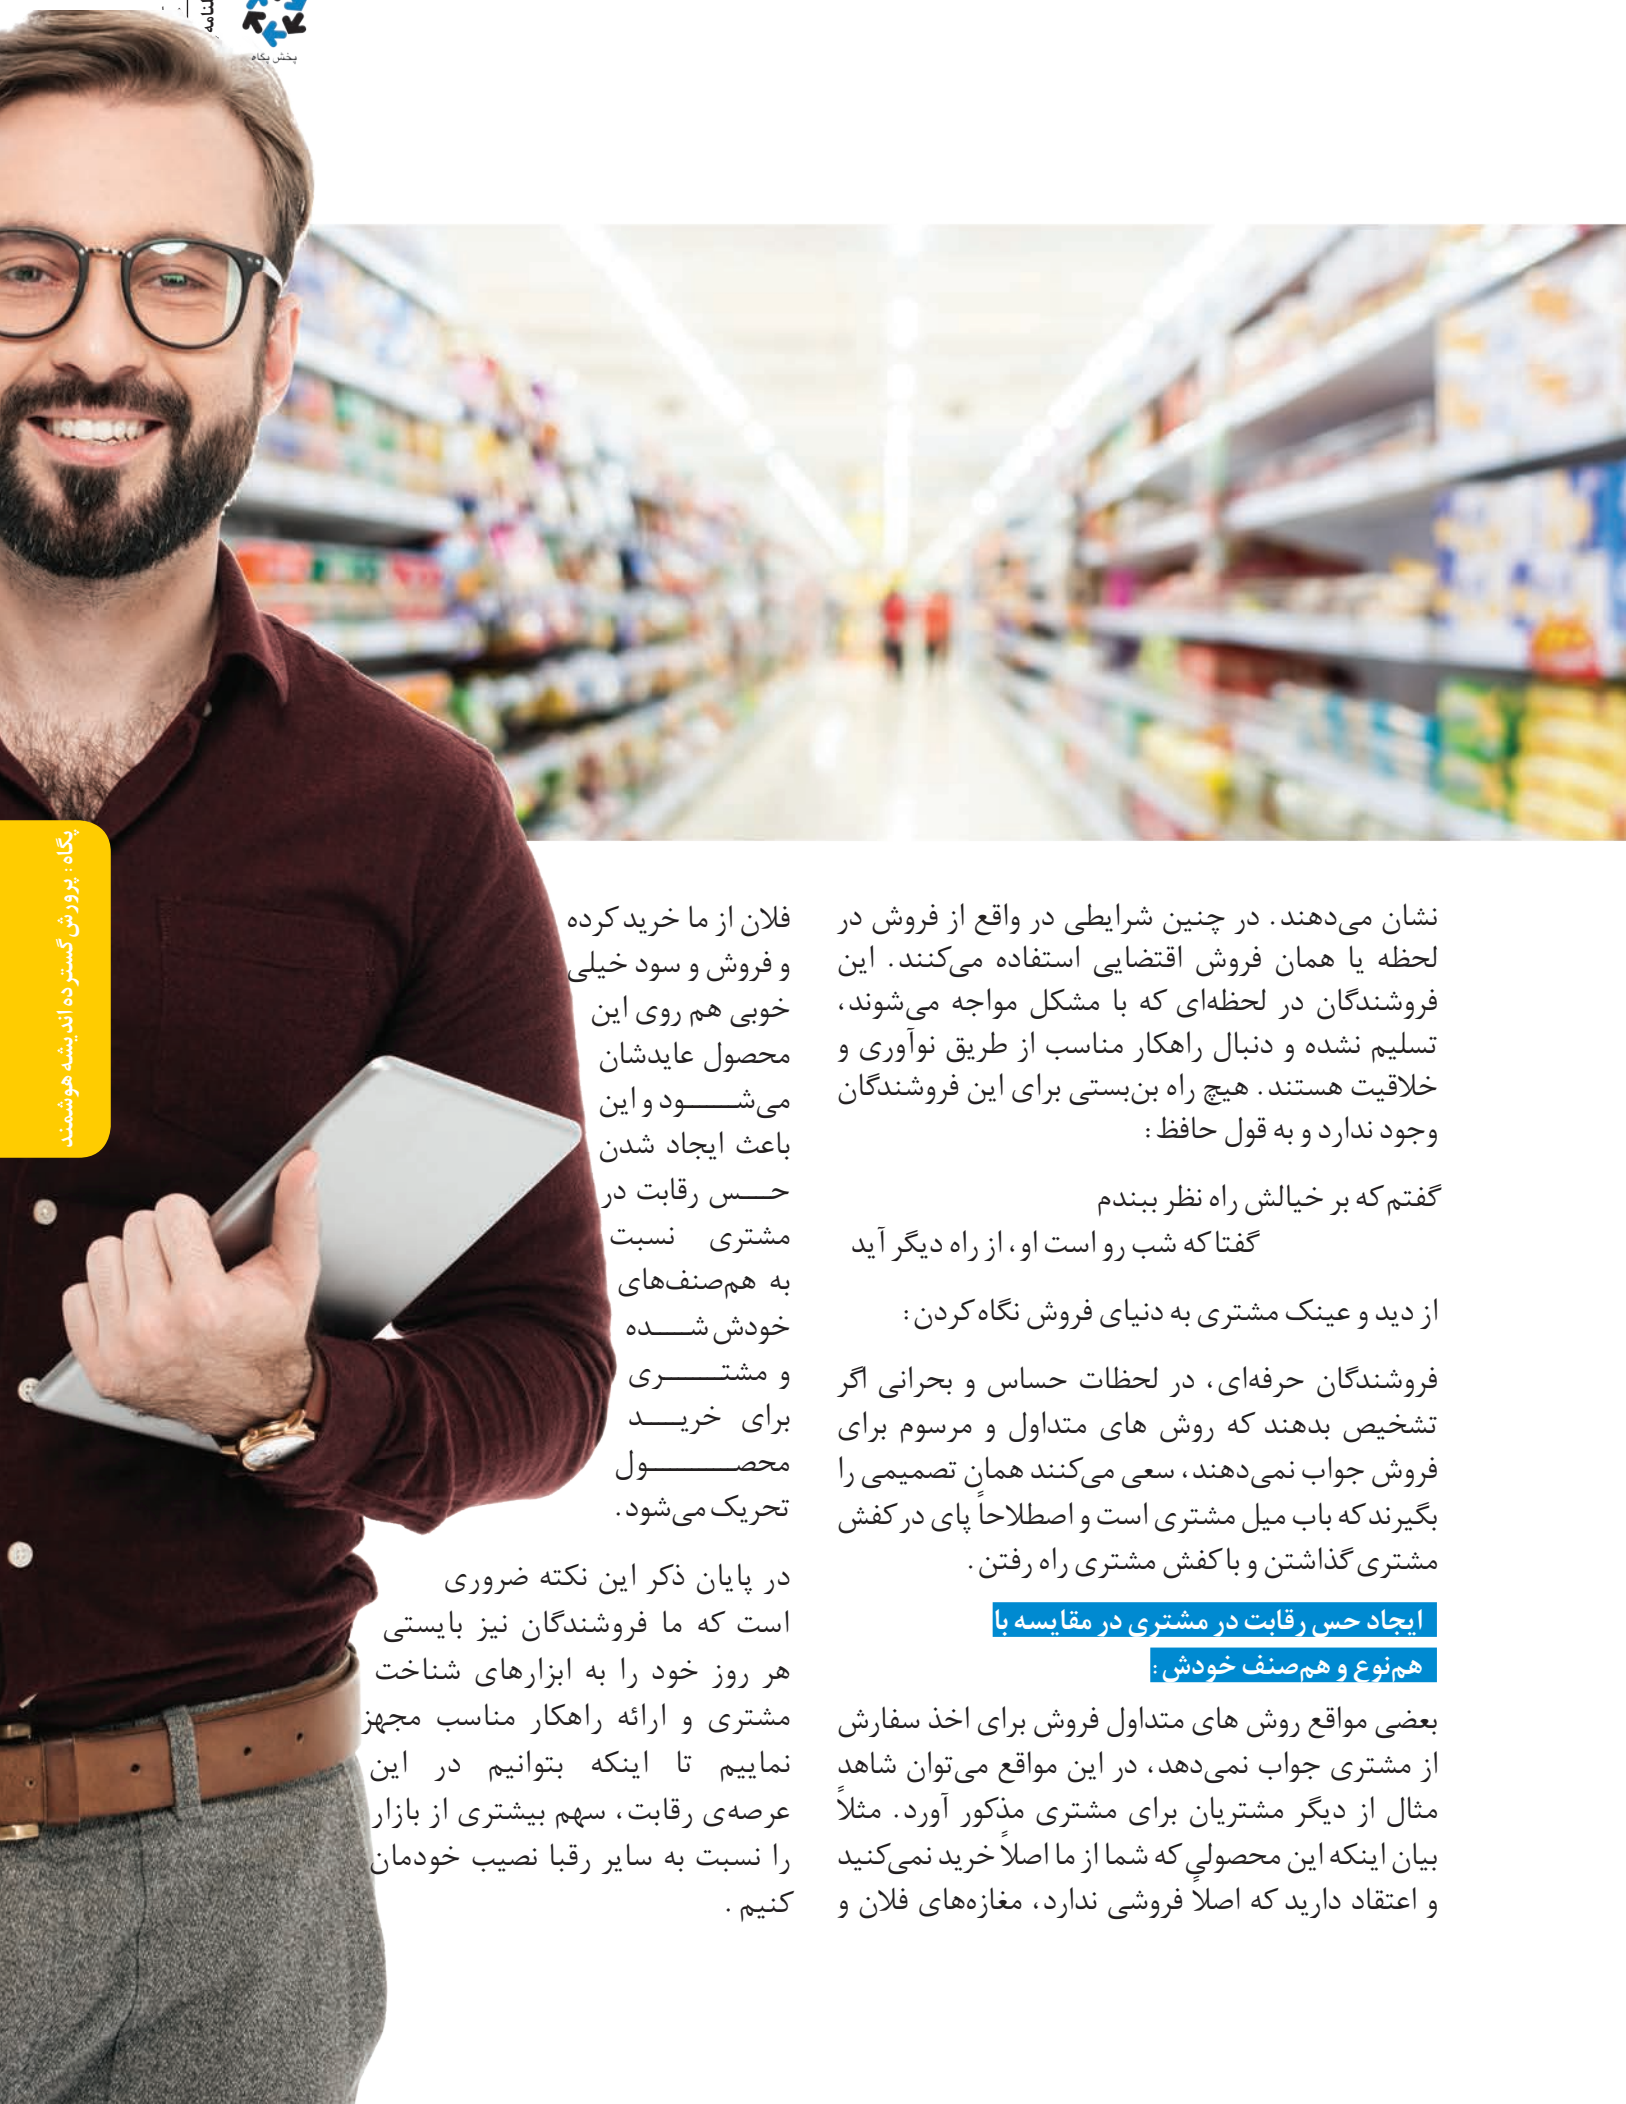 پخش پگاه
نشان می‌دهند. در چنین شرایطی در واقع از فروش در
لحظه یا همان فروش اقتضایی استفاده می‌کنند. این
فروشندگان در لحظه‌ای که با مشکل مواجه می‌شوند،
تسلیم نشده و دنبال راهکار مناسب از طریق نوآوری و
خلاقیت هستند. هیچ راه بن‌بستی برای این فروشندگان
وجود ندارد و به قول حافظ:
گفتم که بر خیالش راه نظر ببندم
گفتا که شب رو است او، از راه دیگر آید
از دید و عینک مشتری به دنیای فروش نگاه کردن:
فروشندگان حرفه‌ای، در لحظات حساس و بحرانی اگر
تشخیص بدهند که روش های متداول و مرسوم برای
فروش جواب نمی‌دهند، سعی می‌کنند همان تصمیمی را
بگیرند که باب میل مشتری است و اصطلاحاً پای در کفش
مشتری گذاشتن و با کفش مشتری راه رفتن.
ایجاد حس رقابت در مشتری در مقایسه با
هم‌نوع و هم‌صنف خودش:
بعضی مواقع روش های متداول فروش برای اخذ سفارش
از مشتری جواب نمی‌دهد، در این مواقع می‌توان شاهد
مثال از دیگر مشتریان برای مشتری مذکور آورد. مثلاً
بیان اینکه این محصولی که شما از ما اصلاً خرید نمی‌کنید
و اعتقاد دارید که اصلاً فروشی ندارد، مغازه‌های فلان و
فلان از ما خرید کرده
و فروش و سود خیلی
خوبی هم روی این
محصول عایدشان
می‌شود و این
باعث ایجاد شدن
حس رقابت در
مشتری نسبت
به هم‌صنف‌های
خودش شده
و مشتری
برای خرید
محصول
تحریک می‌شود.
در پایان ذکر این نکته ضروری
است که ما فروشندگان نیز بایستی
هر روز خود را به ابزارهای شناخت
مشتری و ارائه راهکار مناسب مجهز
نماییم تا اینکه بتوانیم در این
عرصه‌ی رقابت، سهم بیشتری از بازار
را نسبت به سایر رقبا نصیب خودمان
کنیم .
پگاه: پرورش گسترده اندیشه هوشمند